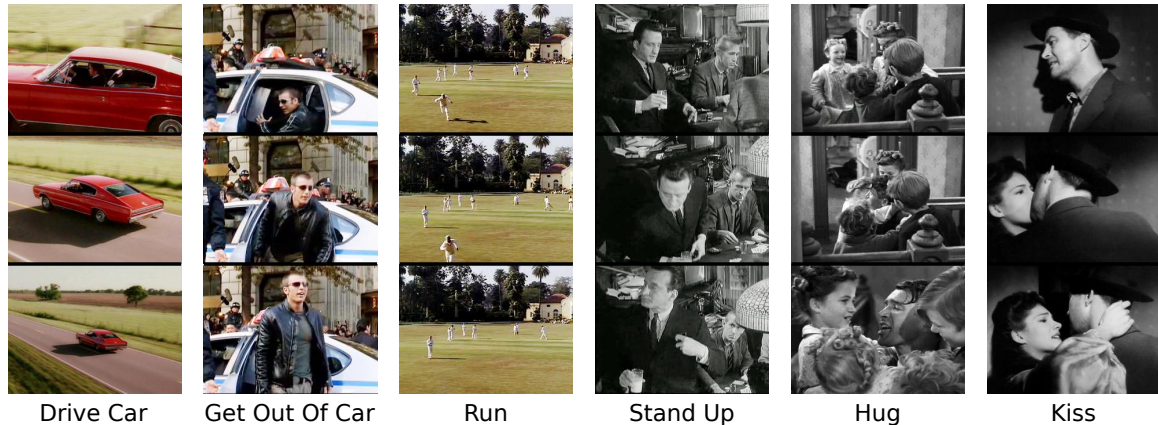 Drive Car
Get Out Of Car
Run
Stand Up
Hug
Kiss